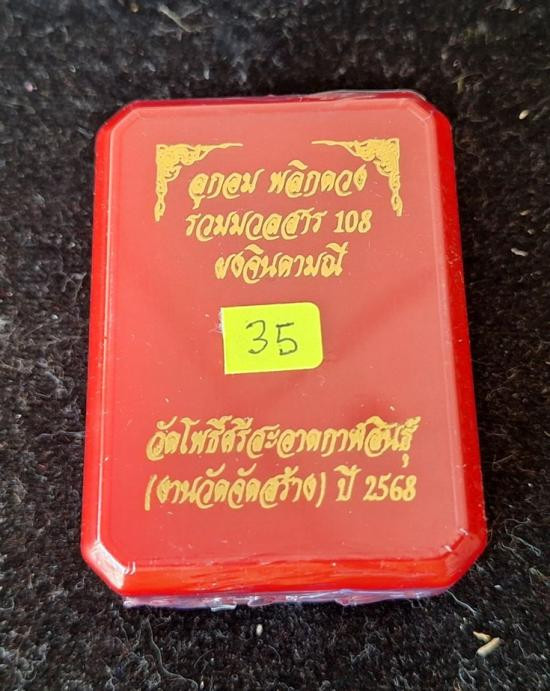 ลูกอม พลิกดวง
รวมมวลสาร 108
ผงจินดามณี
35
วัดโพธิ์ศรีสะอาดกาฬสินธุ์
(งานวัดจัดสร้าง) ปี 2568